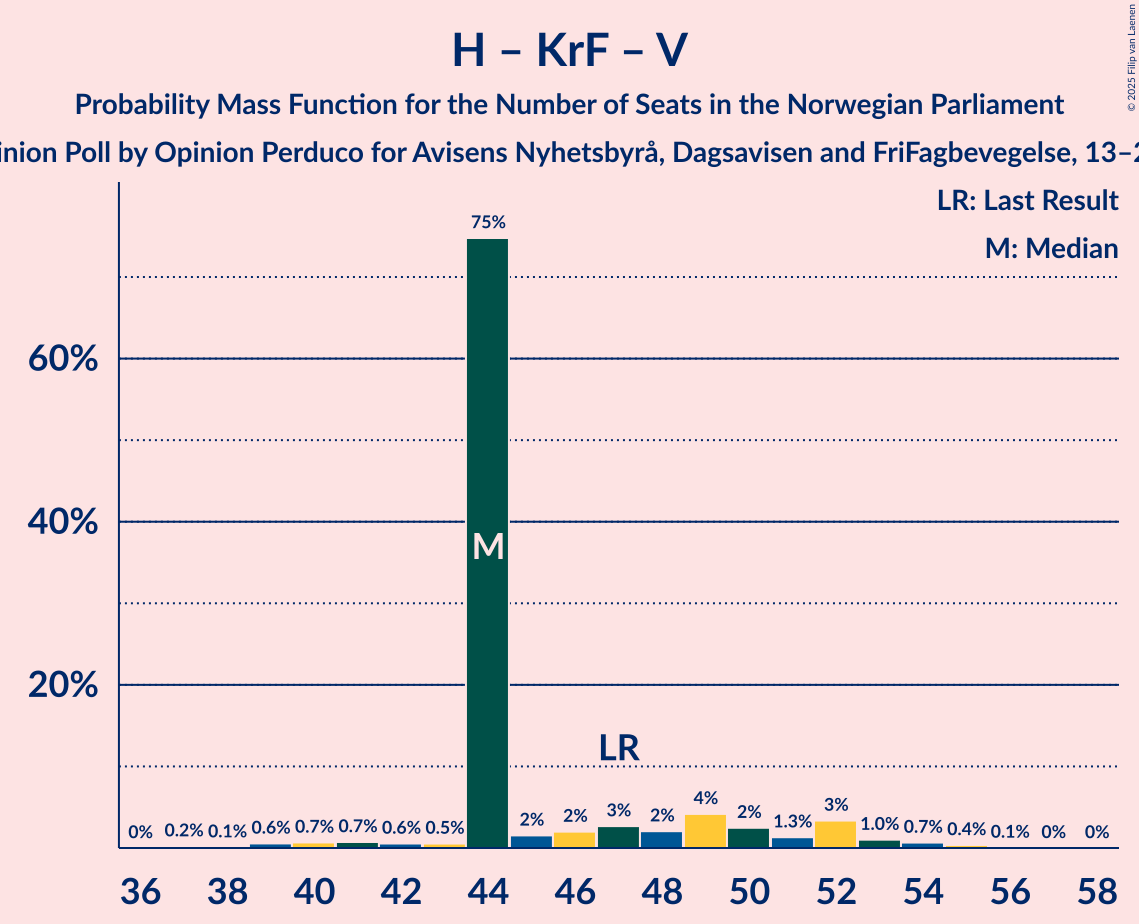 H – KrF – V
Probability Mass Function for the Number of Seats in the Norwegian Parliament
Opinion Poll by Opinion Perduco for Avisens Nyhetsbyrå, Dagsavisen and FriFagbevegelse, 13–2
© 2025 Filip van Laenen
LR: Last Result
M: Median
75%
60%
40%
M
20%
LR
0% 0.2% 0.1% 0.6% 0.7% 0.7% 0.6% 0.5% 2% 2% 3% 2% 4% 2% 1.3% 3% 1.0% 0.7% 0.4% 0.1% 0% 0%
36 38 40 42 44 46 48 50 52 54 56 58